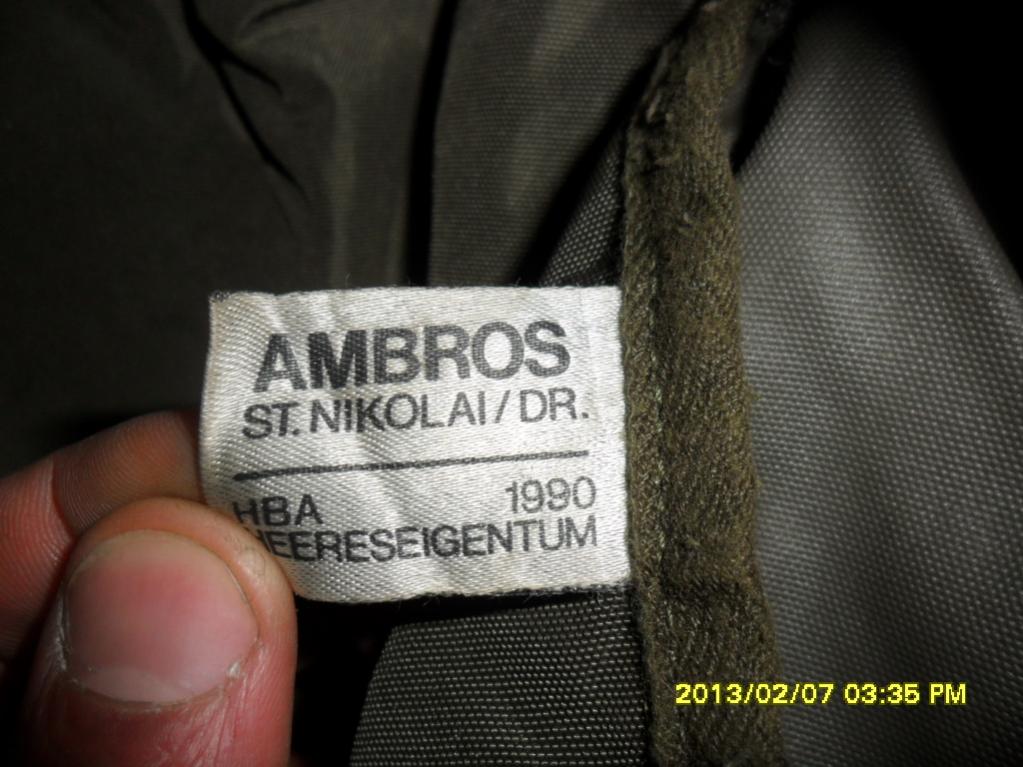 AMBROS
ST. NIKOLAI / DR.
HBA 1990
HEERESEIGENTUM
2013/02/07 03:35 PM